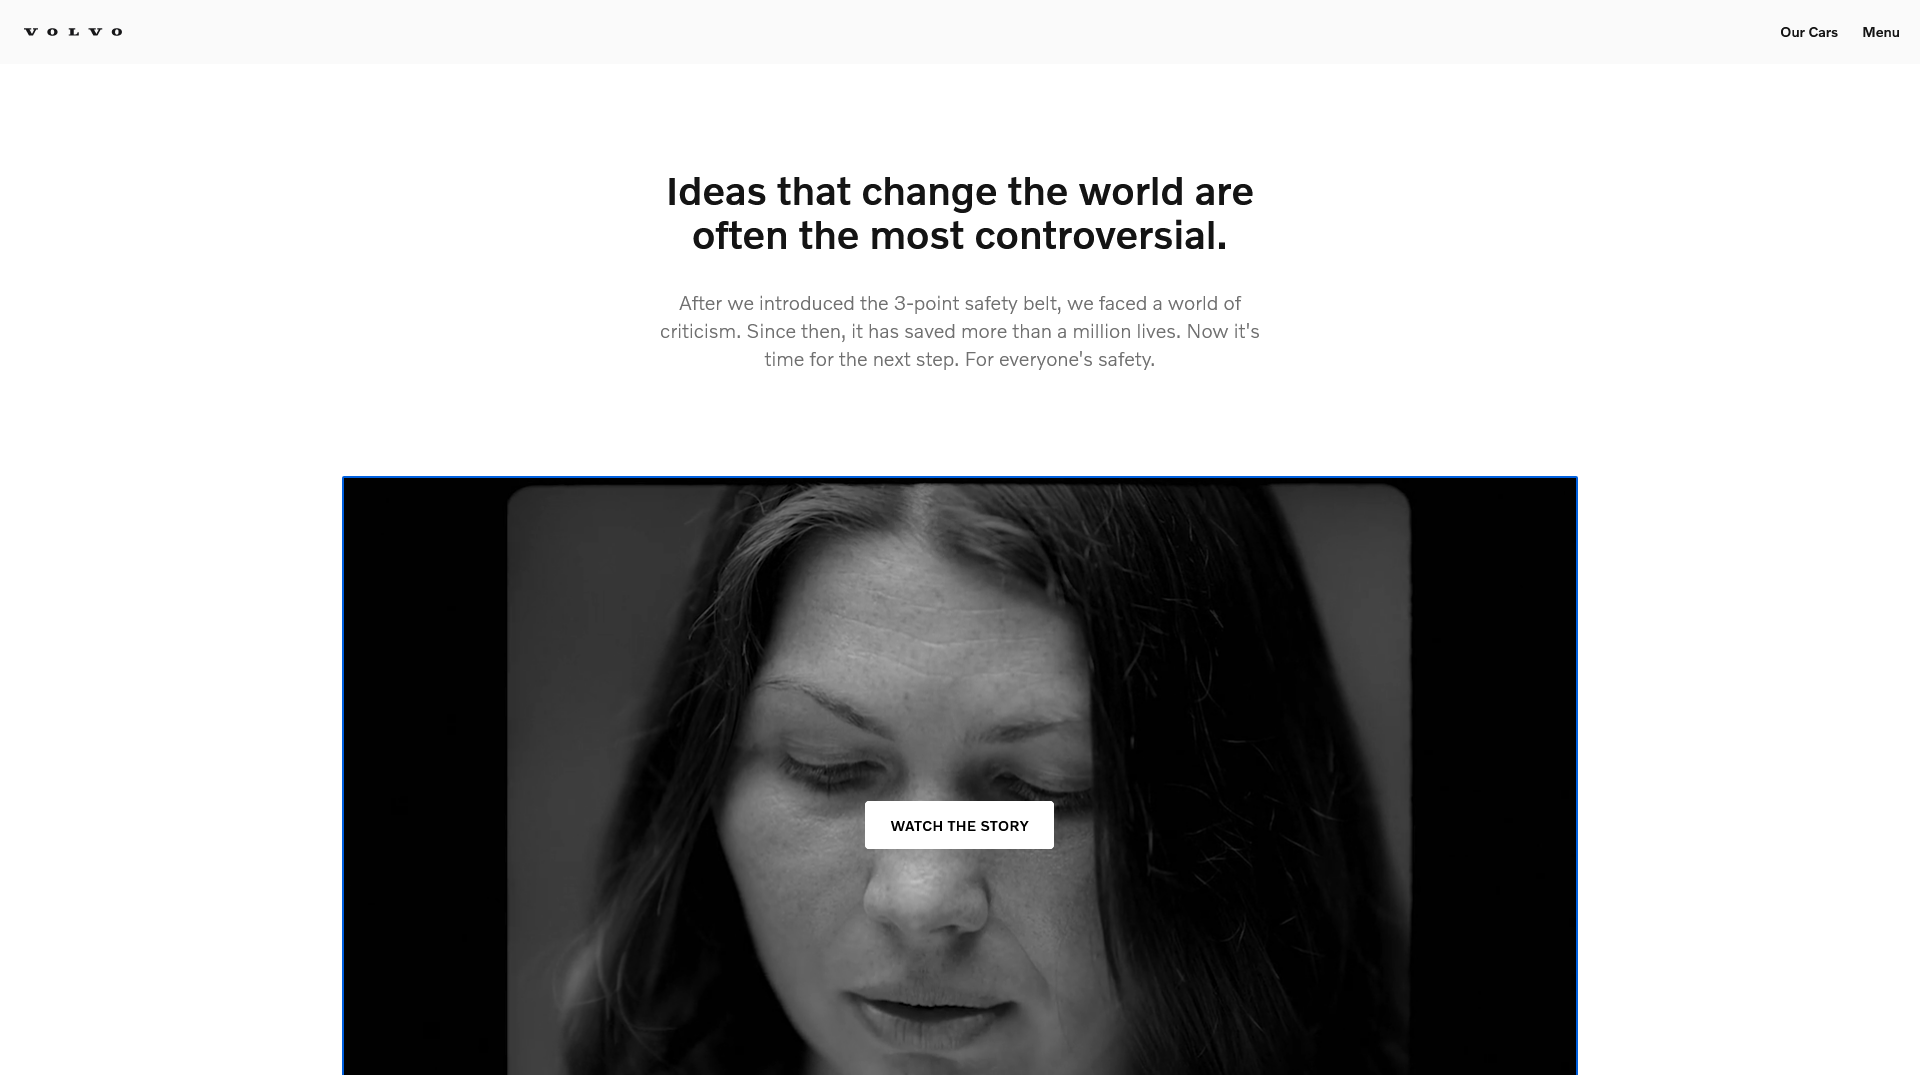 VOLVO
Our Cars
Menu
Ideas that change the world are
often the most controversial.
After we introduced the 3-point safety belt, we faced a world of
criticism. Since then, it has saved more than a million lives. Now it's
time for the next step. For everyone's safety.
WATCH THE STORY